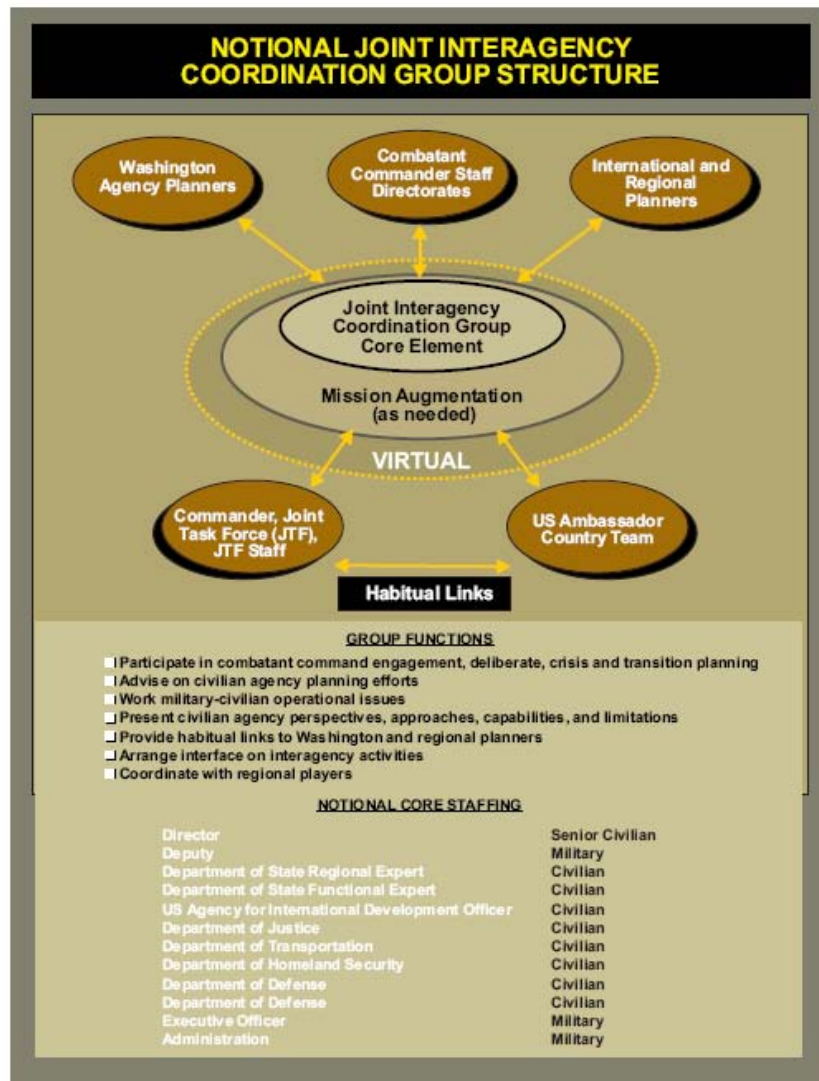 NOTIONAL JOINT INTERAGENCY
COORDINATION GROUP STRUCTURE
Washington
Agency Planners
Combatant
Commander Staff
Directorates
International and
Regional
Planners
Joint Interagency
Coordination Group
Core Element
Mission Augmentation
(as needed)
VIRTUAL
Commander, Joint
Task Force (JTF),
JTF Staff
US Ambassador
Country Team
Habitual Links
GROUP FUNCTIONS
Participate in combatant command engagement, deliberate, crisis and transition planning
Advise on civilian agency planning efforts
Work military-civilian operational issues
Present civilian agency perspectives, approaches, capabilities, and limitations
Provide habitual links to Washington and regional planners
Arrange interface on interagency activities
Coordinate with regional players
NOTIONAL CORE STAFFING
Director Senior Civilian
Deputy Military
Department of State Regional Expert Civilian
Department of State Functional Expert Civilian
US Agency for International Development Officer Civilian
Department of Justice Civilian
Department of Transportation Civilian
Department of Homeland Security Civilian
Department of Defense Civilian
Department of Defense Civilian
Executive Officer Military
Administration Military